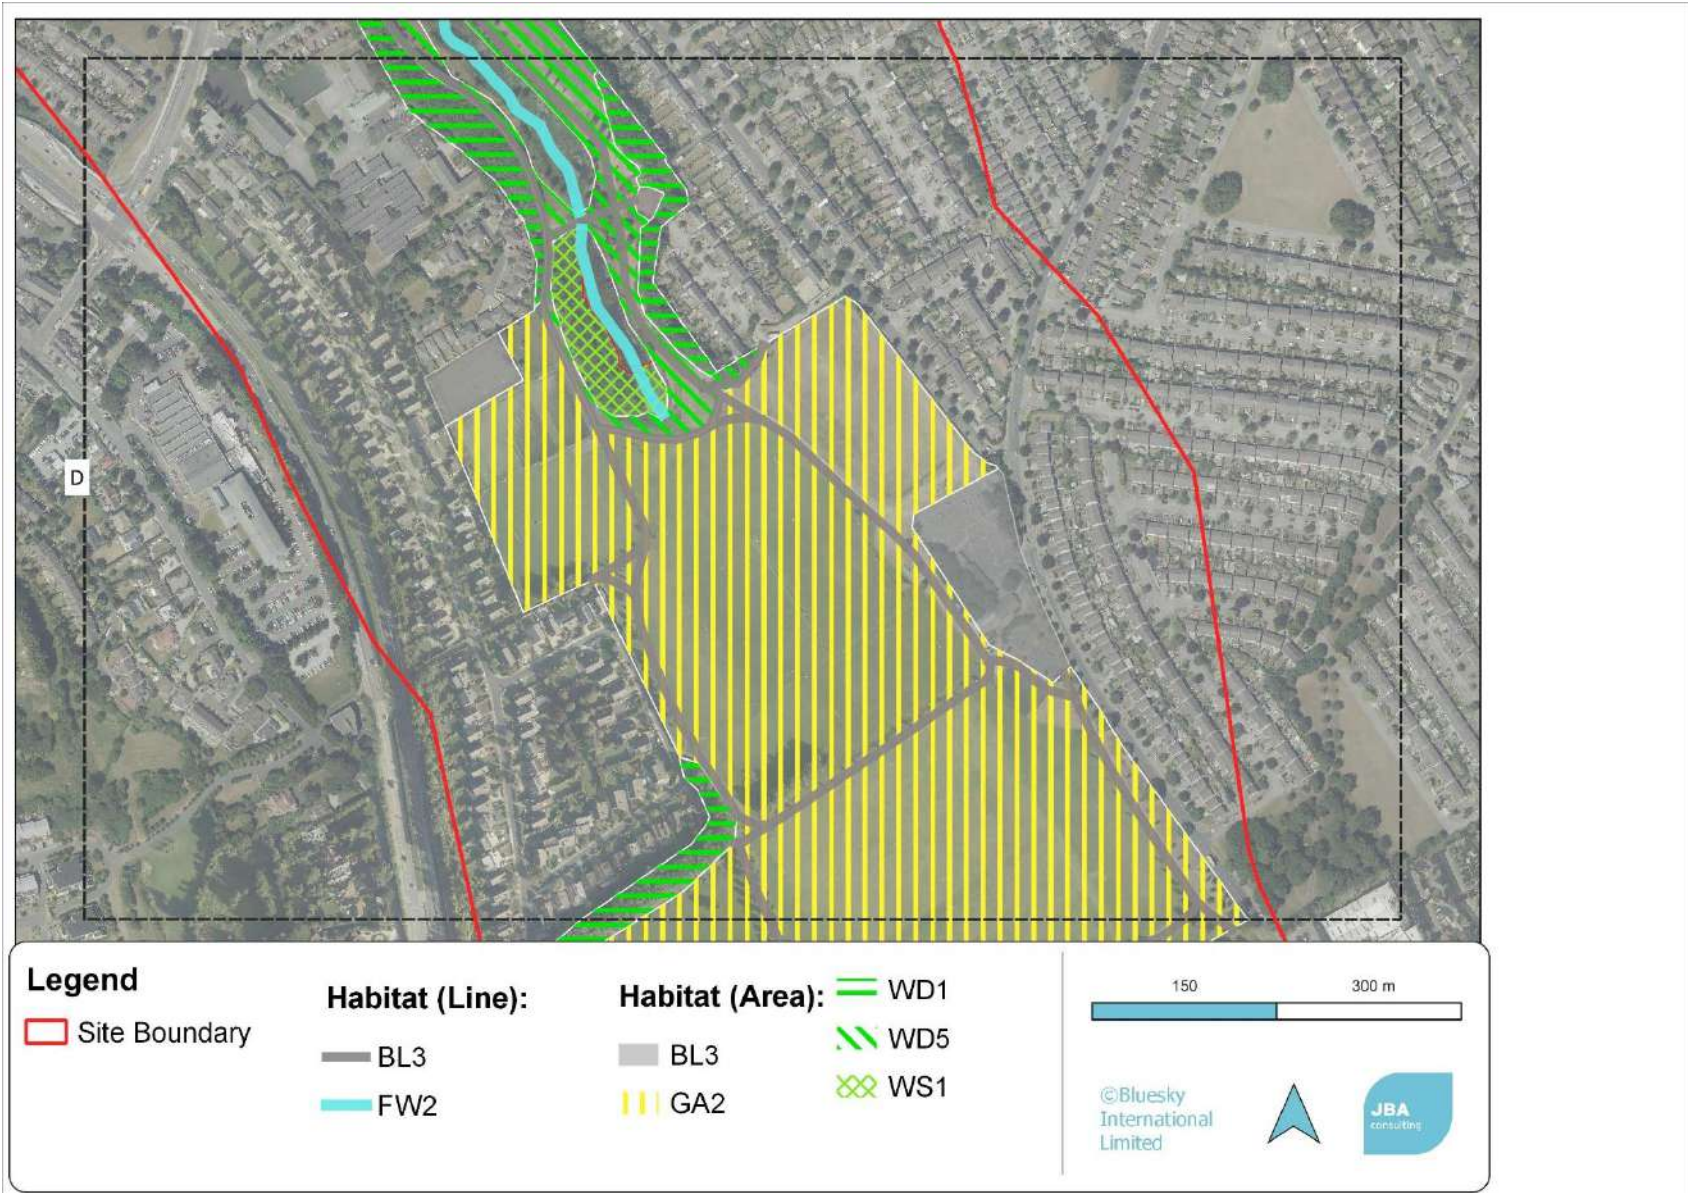 D
Legend
Site Boundary
Habitat (Line):
BL3
FW2
Habitat (Area):
BL3
GA2
WD1
WD5
WS1
150 300 m
©Bluesky
International
Limited
JBA
consulting